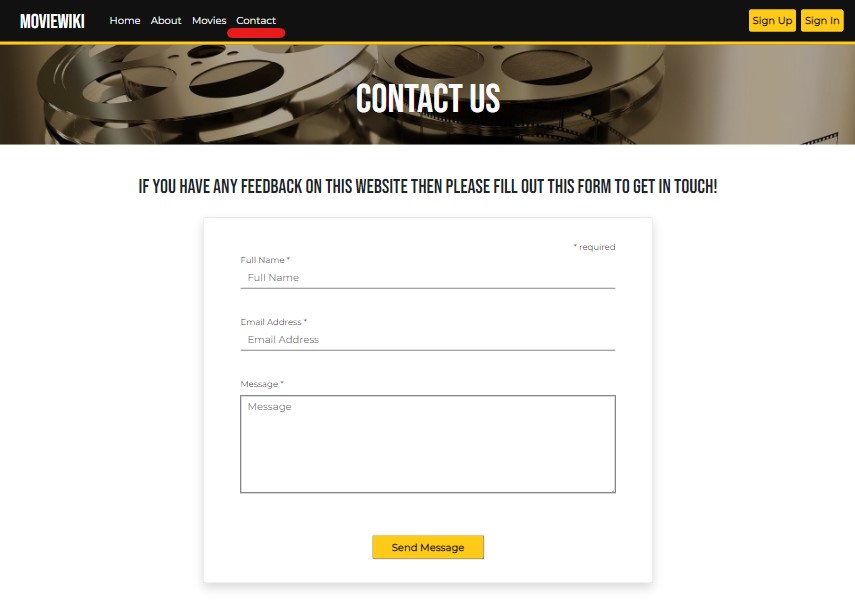 MOVIEWIKI Home About Movies Contact Sign Up Sign In
CONTACT US
IF YOU HAVE ANY FEEDBACK ON THIS WEBSITE THEN PLEASE FILL OUT THIS FORM TO GET IN TOUCH!
* required
Full Name *
Full Name
Email Address *
Email Address
Message *
Message
Send Message